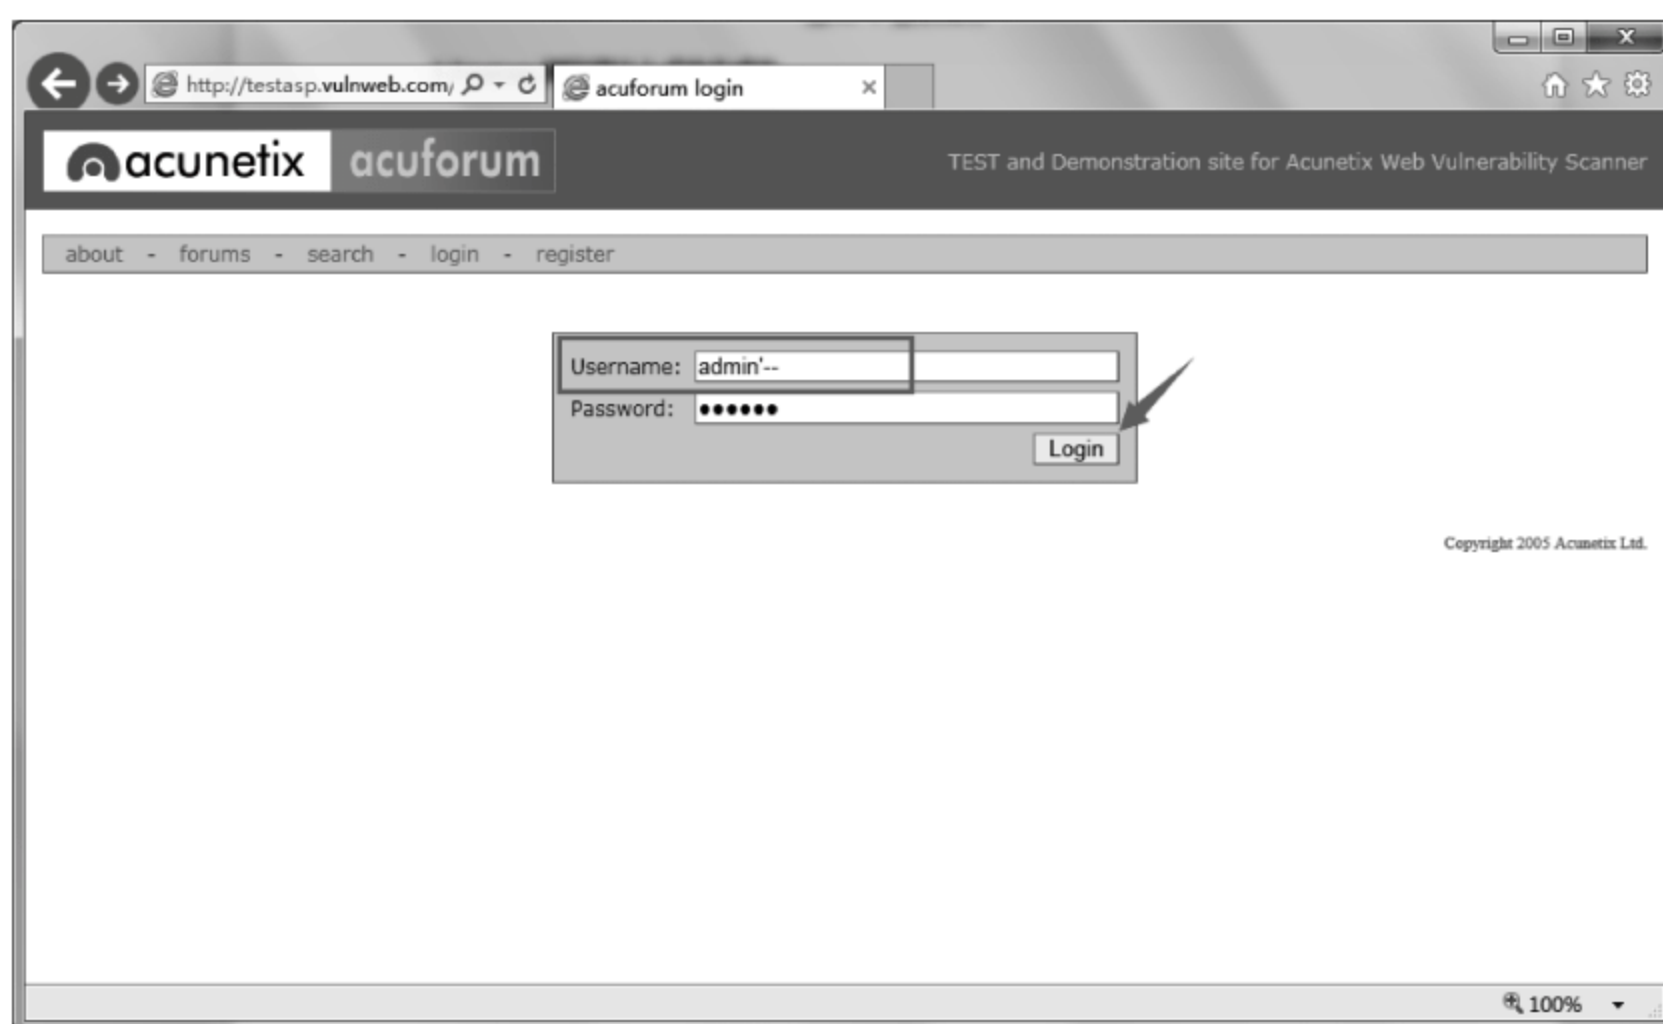 http://testasp.vulnweb.com/
acuforum login
acunetix acuforum
TEST and Demonstration site for Acunetix Web Vulnerability Scanner
about - forums - search - login - register
Username: admin'--
Password: ●●●●●●
Login
Copyright 2005 Acunetix Ltd.
100%